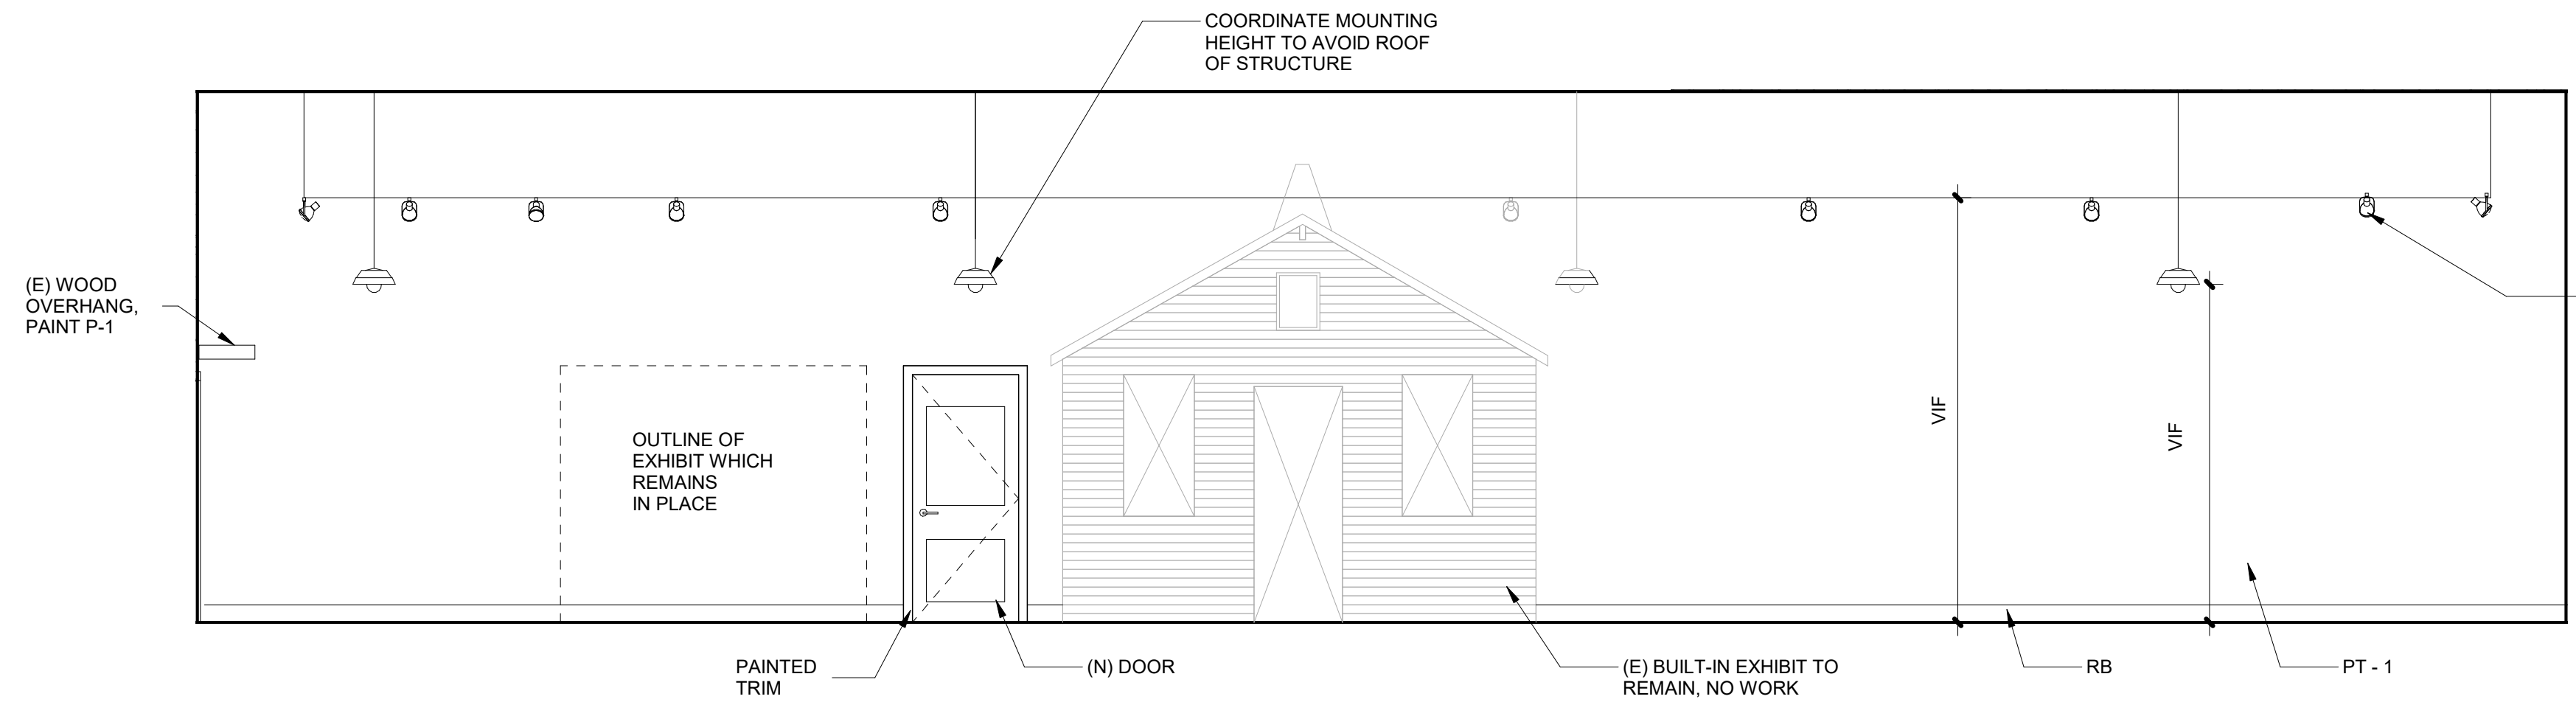 COORDINATE MOUNTING
HEIGHT TO AVOID ROOF
OF STRUCTURE
(E) WOOD
OVERHANG,
PAINT P-1
OUTLINE OF
EXHIBIT WHICH
REMAINS
IN PLACE
VIF
VIF
PAINTED
TRIM
(N) DOOR
(E) BUILT-IN EXHIBIT TO
REMAIN, NO WORK
RB
PT - 1